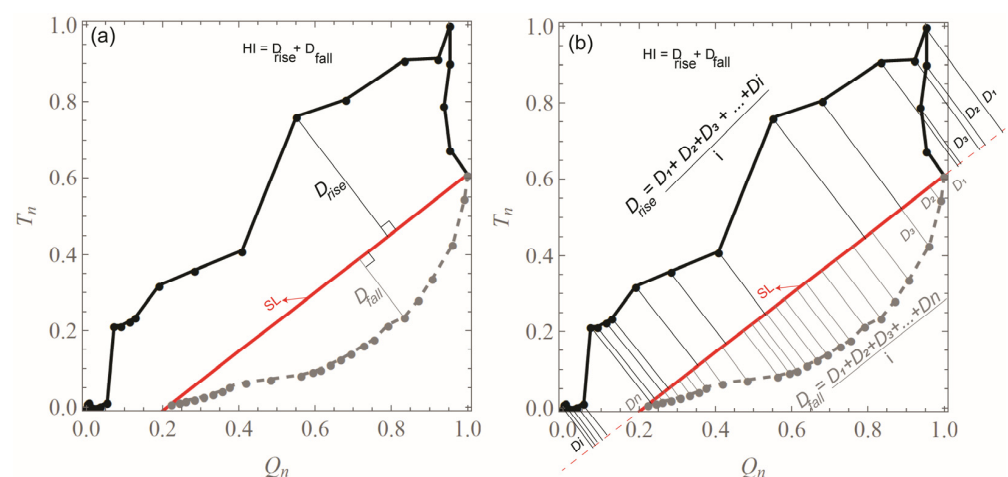 (a)
HI = D rise + D fall
1.0
0.8
0.6
0.4
0.2
0.0
Tn
0.0 0.2 0.4 0.6 0.8 1.0
Qn
Drise
SL
Dfall
(b)
HI = D rise + D fall
Drise = D1 + D2+D3 + ... +Di
i
D1
D2
D3
D1
D2
D3
SL
Dfall = D1+D2+D3+...+Dn
i
Dn
Di
1.0
0.8
0.6
0.4
0.2
0.0
Tn
0.0 0.2 0.4 0.6 0.8 1.0
Qn